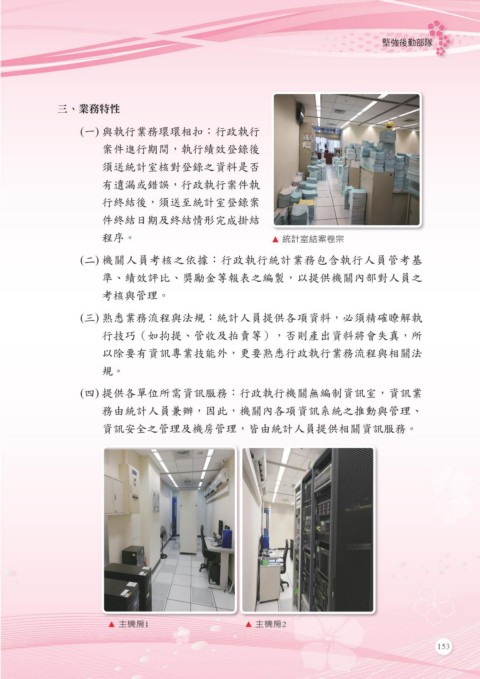 整強後勤部隊
三、業務特性
(一) 與執行業務環環相扣：行政執行
案件進行期間，執行績效登錄後
須送統計室核對登錄之資料是否
有遺漏或錯誤，行政執行案件執
行終結後，須送至統計室登錄案
件終結日期及終結情形完成掛結
程序。
▲ 統計室結案卷宗
(二) 機關人員考核之依據：行政執行統計業務包含執行人員管考基
準、績效評比、獎勵金等報表之編製，以提供機關內部對人員之
考核與管理。
(三) 熟悉業務流程與法規：統計人員提供各項資料，必須精確瞭解執
行技巧（如拘提、管收及拍賣等），否則產出資料將會失真，所
以除要有資訊專業技能外，更要熟悉行政執行業務流程與相關法
規。
(四) 提供各單位所需資訊服務：行政執行機關無編制資訊室，資訊業
務由統計人員兼辦，因此，機關內各項資訊系統之推動與管理、
資訊安全之管理及機房管理，皆由統計人員提供相關資訊服務。
▲ 主機房1
▲ 主機房2
153